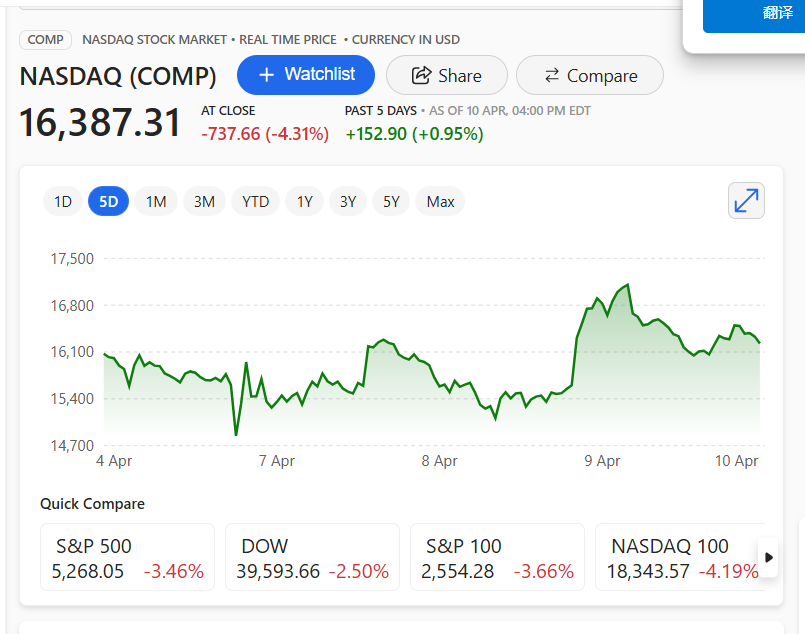 翻译
COMP NASDAQ STOCK MARKET • REAL TIME PRICE • CURRENCY IN USD
NASDAQ (COMP) + Watchlist Share Compare
16,387.31
AT CLOSE PAST 5 DAYS • AS OF 10 APR, 04:00 PM EDT
-737.66 (-4.31%) +152.90 (+0.95%)
1D 5D 1M 3M YTD 1Y 3Y 5Y Max
17,500
16,800
16,100
15,400
14,700
4 Apr 7 Apr 8 Apr 9 Apr 10 Apr
Quick Compare
S&P 500 DOW S&P 100 NASDAQ 100
5,268.05 -3.46% 39,593.66 -2.50% 2,554.28 -3.66% 18,343.57 -4.19%